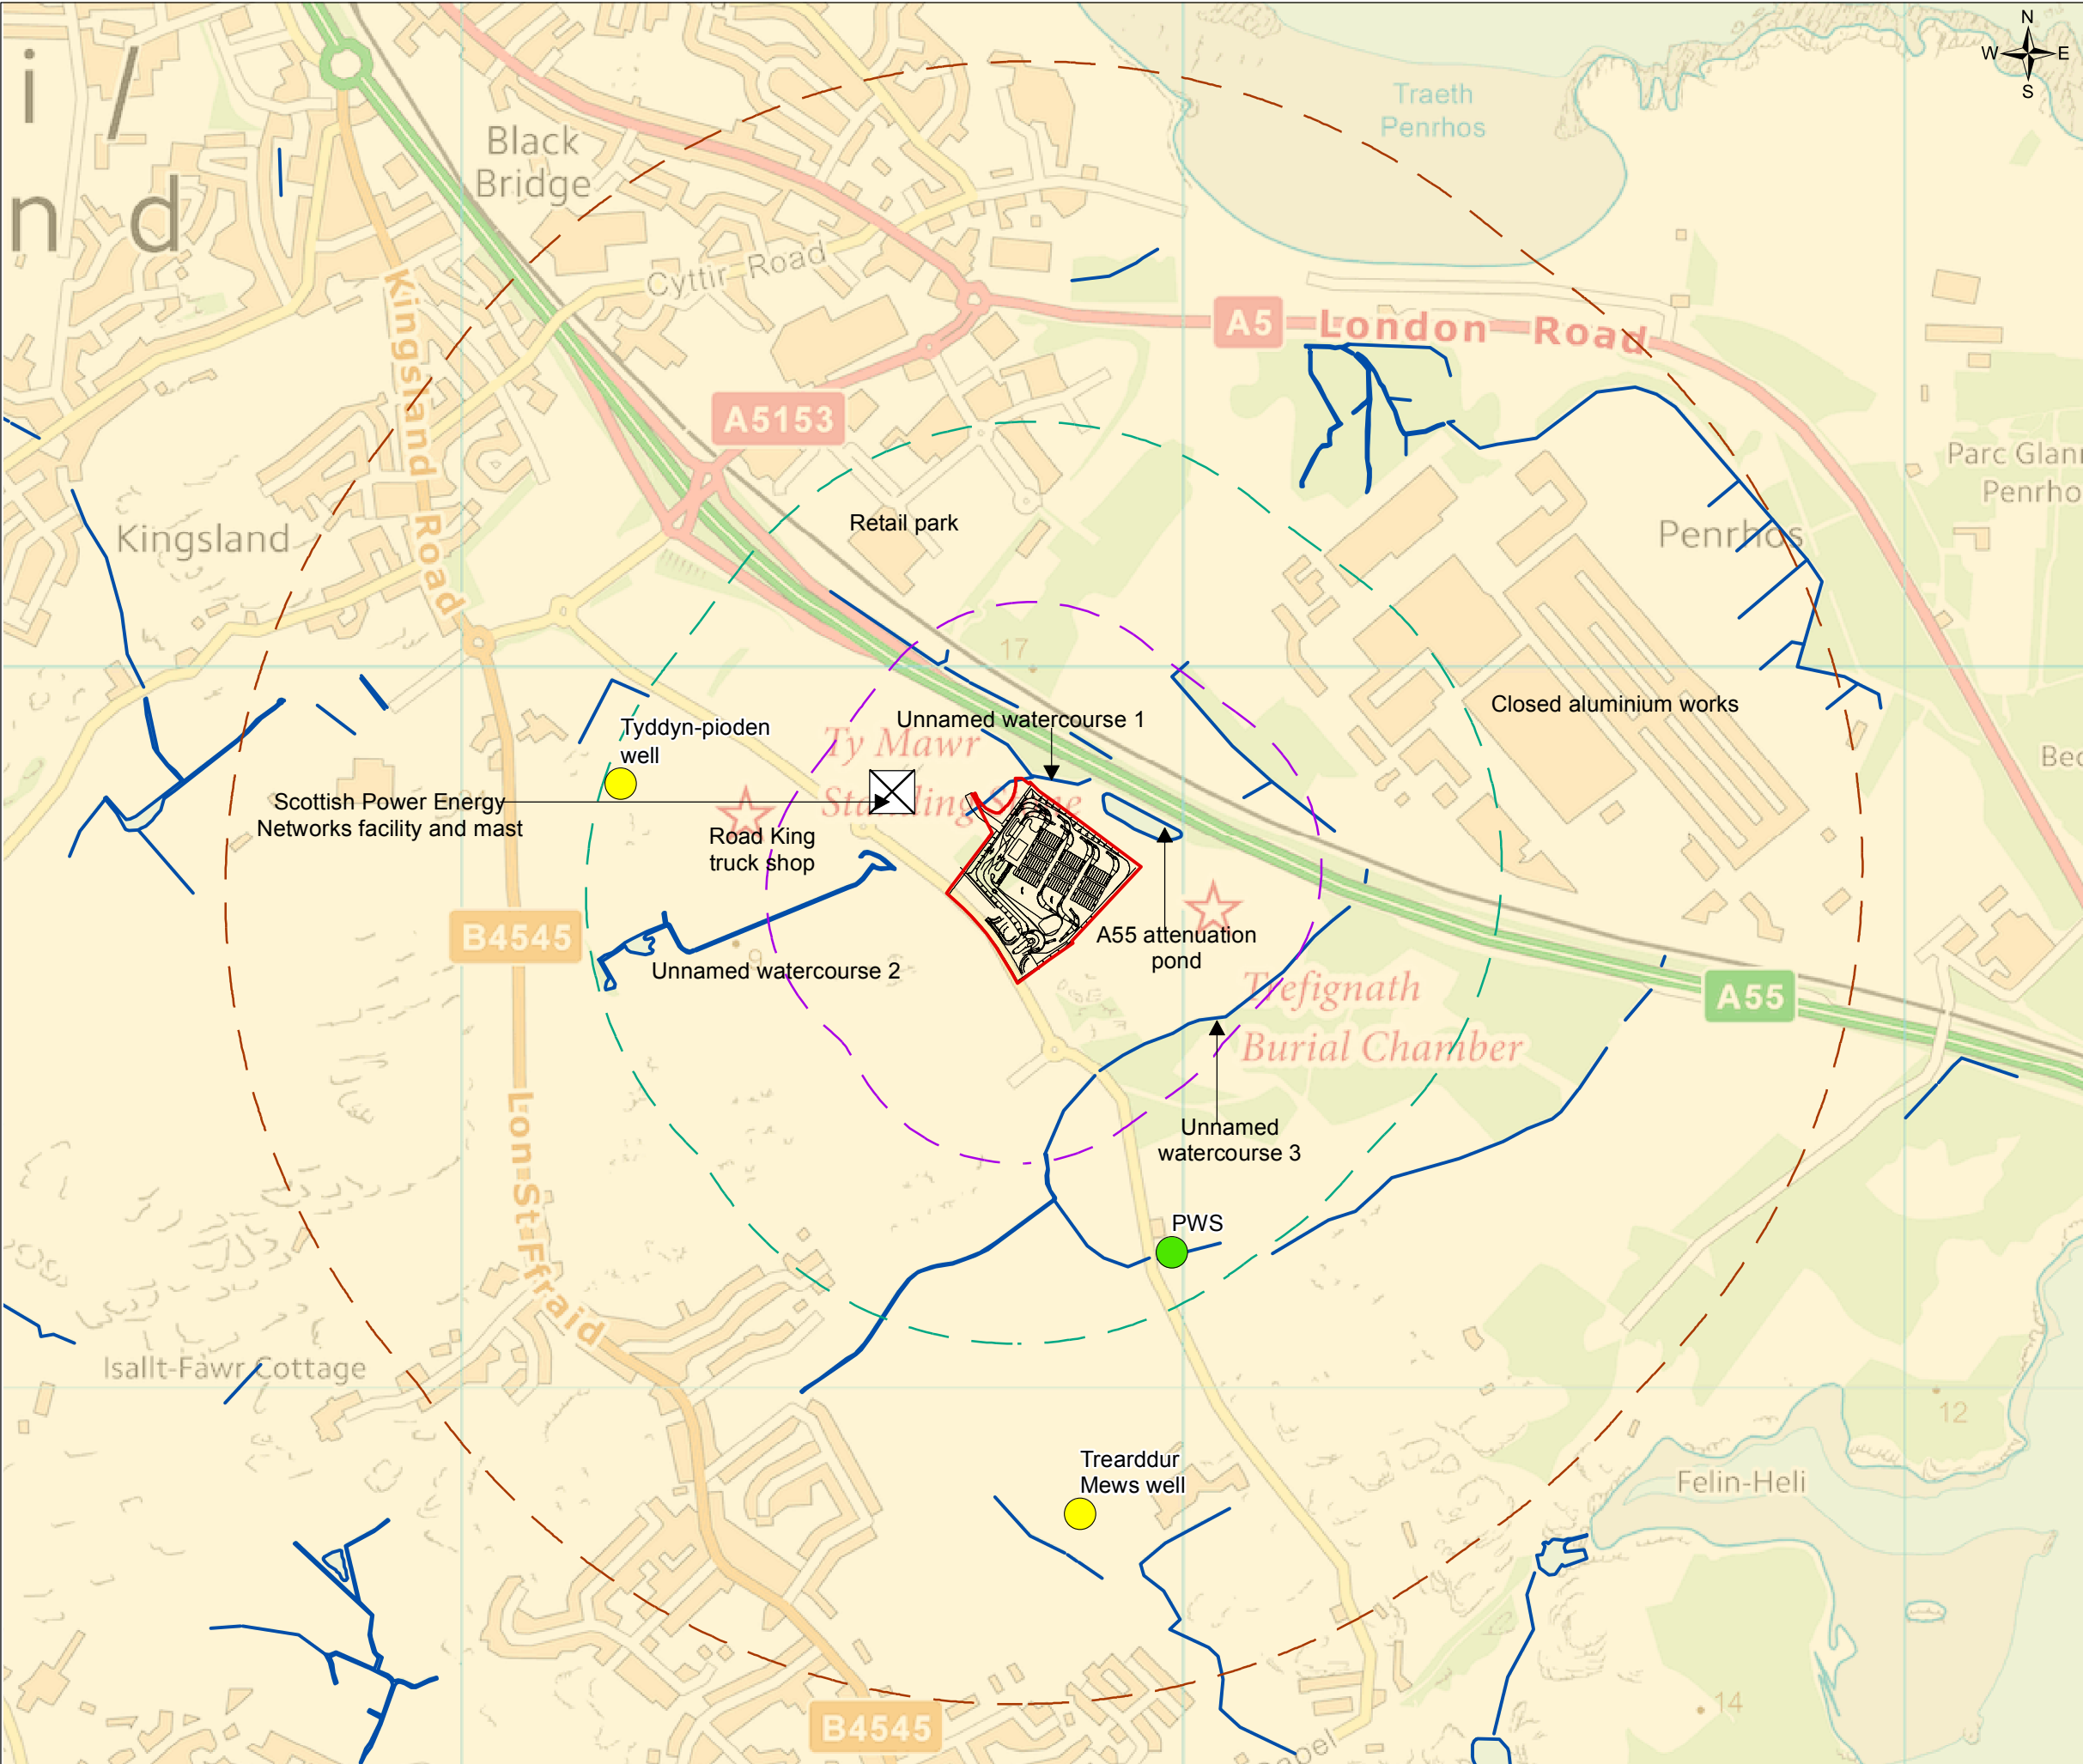 N
W E
S
i /
n d
Black
Bridge
Traeth
Penrhos
Cyttir Road
Kingsland Road
A5
London Road
A5153
Parc Glan
Penrho
Retail park
Kingsland
Penrhos
17
Closed aluminium works
Unnamed watercourse 1
Tyddyn-pioden
well
Ty Mawr
Standing Stone
Scottish Power Energy
Networks facility and mast
Road King
truck shop
B4545
9
Unnamed watercourse 2
A55 attenuation
pond
Trefignath
Burial Chamber
A55
Unnamed
watercourse 3
PWS
Lon St Ffraid
Isallt-Fawr Cottage
12
Trearddur
Mews well
Felin-Heli
14
B4545